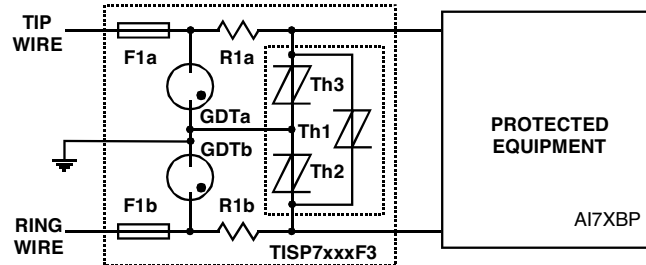 TIP
WIRE
F1a
R1a
GDTa
Th3
Th1
GDTb
Th2
F1b
R1b
RING
WIRE
TISP7xxxF3
PROTECTED
EQUIPMENT
AI7XBP